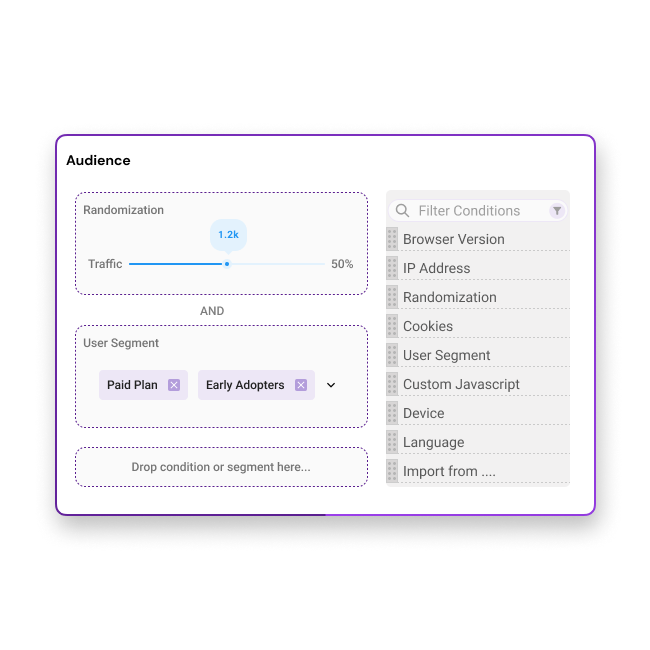 Audience
Randomization
1.2k
Traffic 50%
AND
User Segment
Paid Plan Early Adopters
Drop condition or segment here...
Filter Conditions
Browser Version
IP Address
Randomization
Cookies
User Segment
Custom Javascript
Device
Language
Import from ....